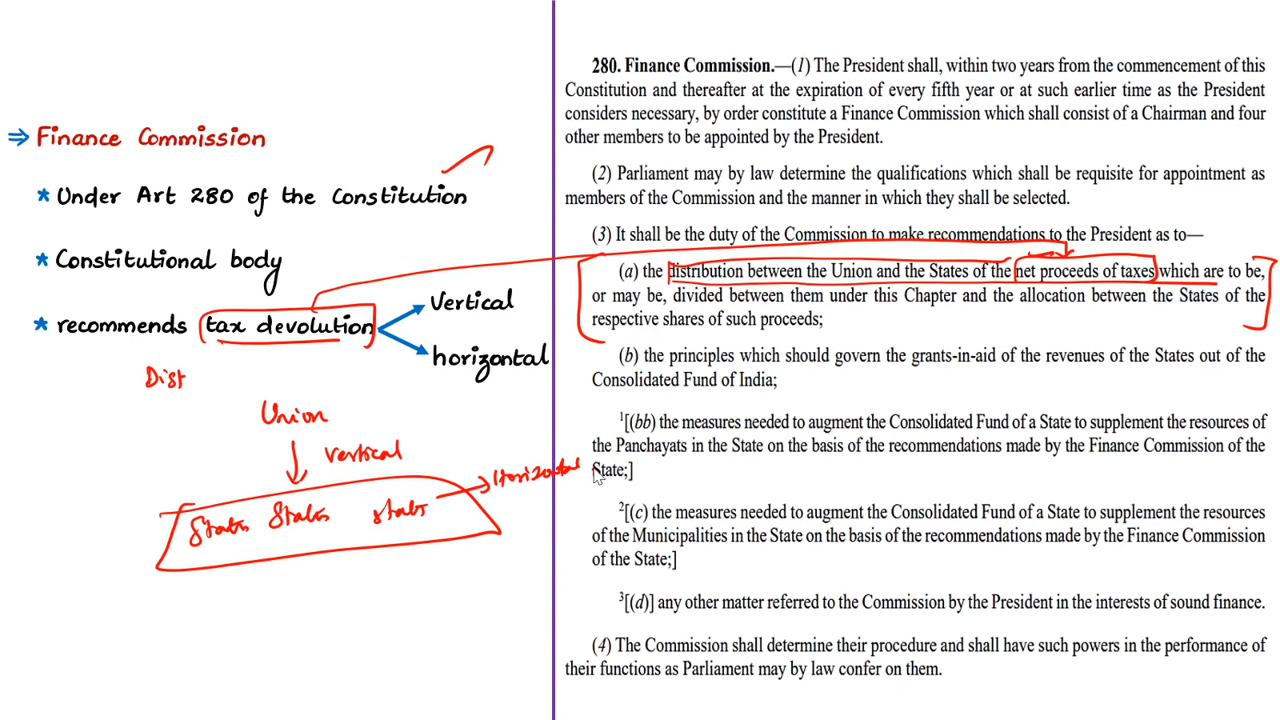 ⇒ Finance Commission
* Under Art 280 of the Constitution
* Constitutional body
* recommends tax devolution
Vertical
horizontal
Dist
Union
Vertical
States States States
Horizontal
280. Finance Commission.—(1) The President shall, within two years from the commencement of this
Constitution and thereafter at the expiration of every fifth year or at such earlier time as the President
considers necessary, by order constitute a Finance Commission which shall consist of a Chairman and four
other members to be appointed by the President.
(2) Parliament may by law determine the qualifications which shall be requisite for appointment as
members of the Commission and the manner in which they shall be selected.
(3) It shall be the duty of the Commission to make recommendations to the President as to—
(a) the distribution between the Union and the States of the net proceeds of taxes which are to be,
or may be, divided between them under this Chapter and the allocation between the States of the
respective shares of such proceeds;
(b) the principles which should govern the grants-in-aid of the revenues of the States out of the
Consolidated Fund of India;
1[(bb) the measures needed to augment the Consolidated Fund of a State to supplement the resources of
the Panchayats in the State on the basis of the recommendations made by the Finance Commission of the
State;]
2[(c) the measures needed to augment the Consolidated Fund of a State to supplement the resources
of the Municipalities in the State on the basis of the recommendations made by the Finance Commission
of the State;]
3[(d)] any other matter referred to the Commission by the President in the interests of sound finance.
(4) The Commission shall determine their procedure and shall have such powers in the performance of
their functions as Parliament may by law confer on them.